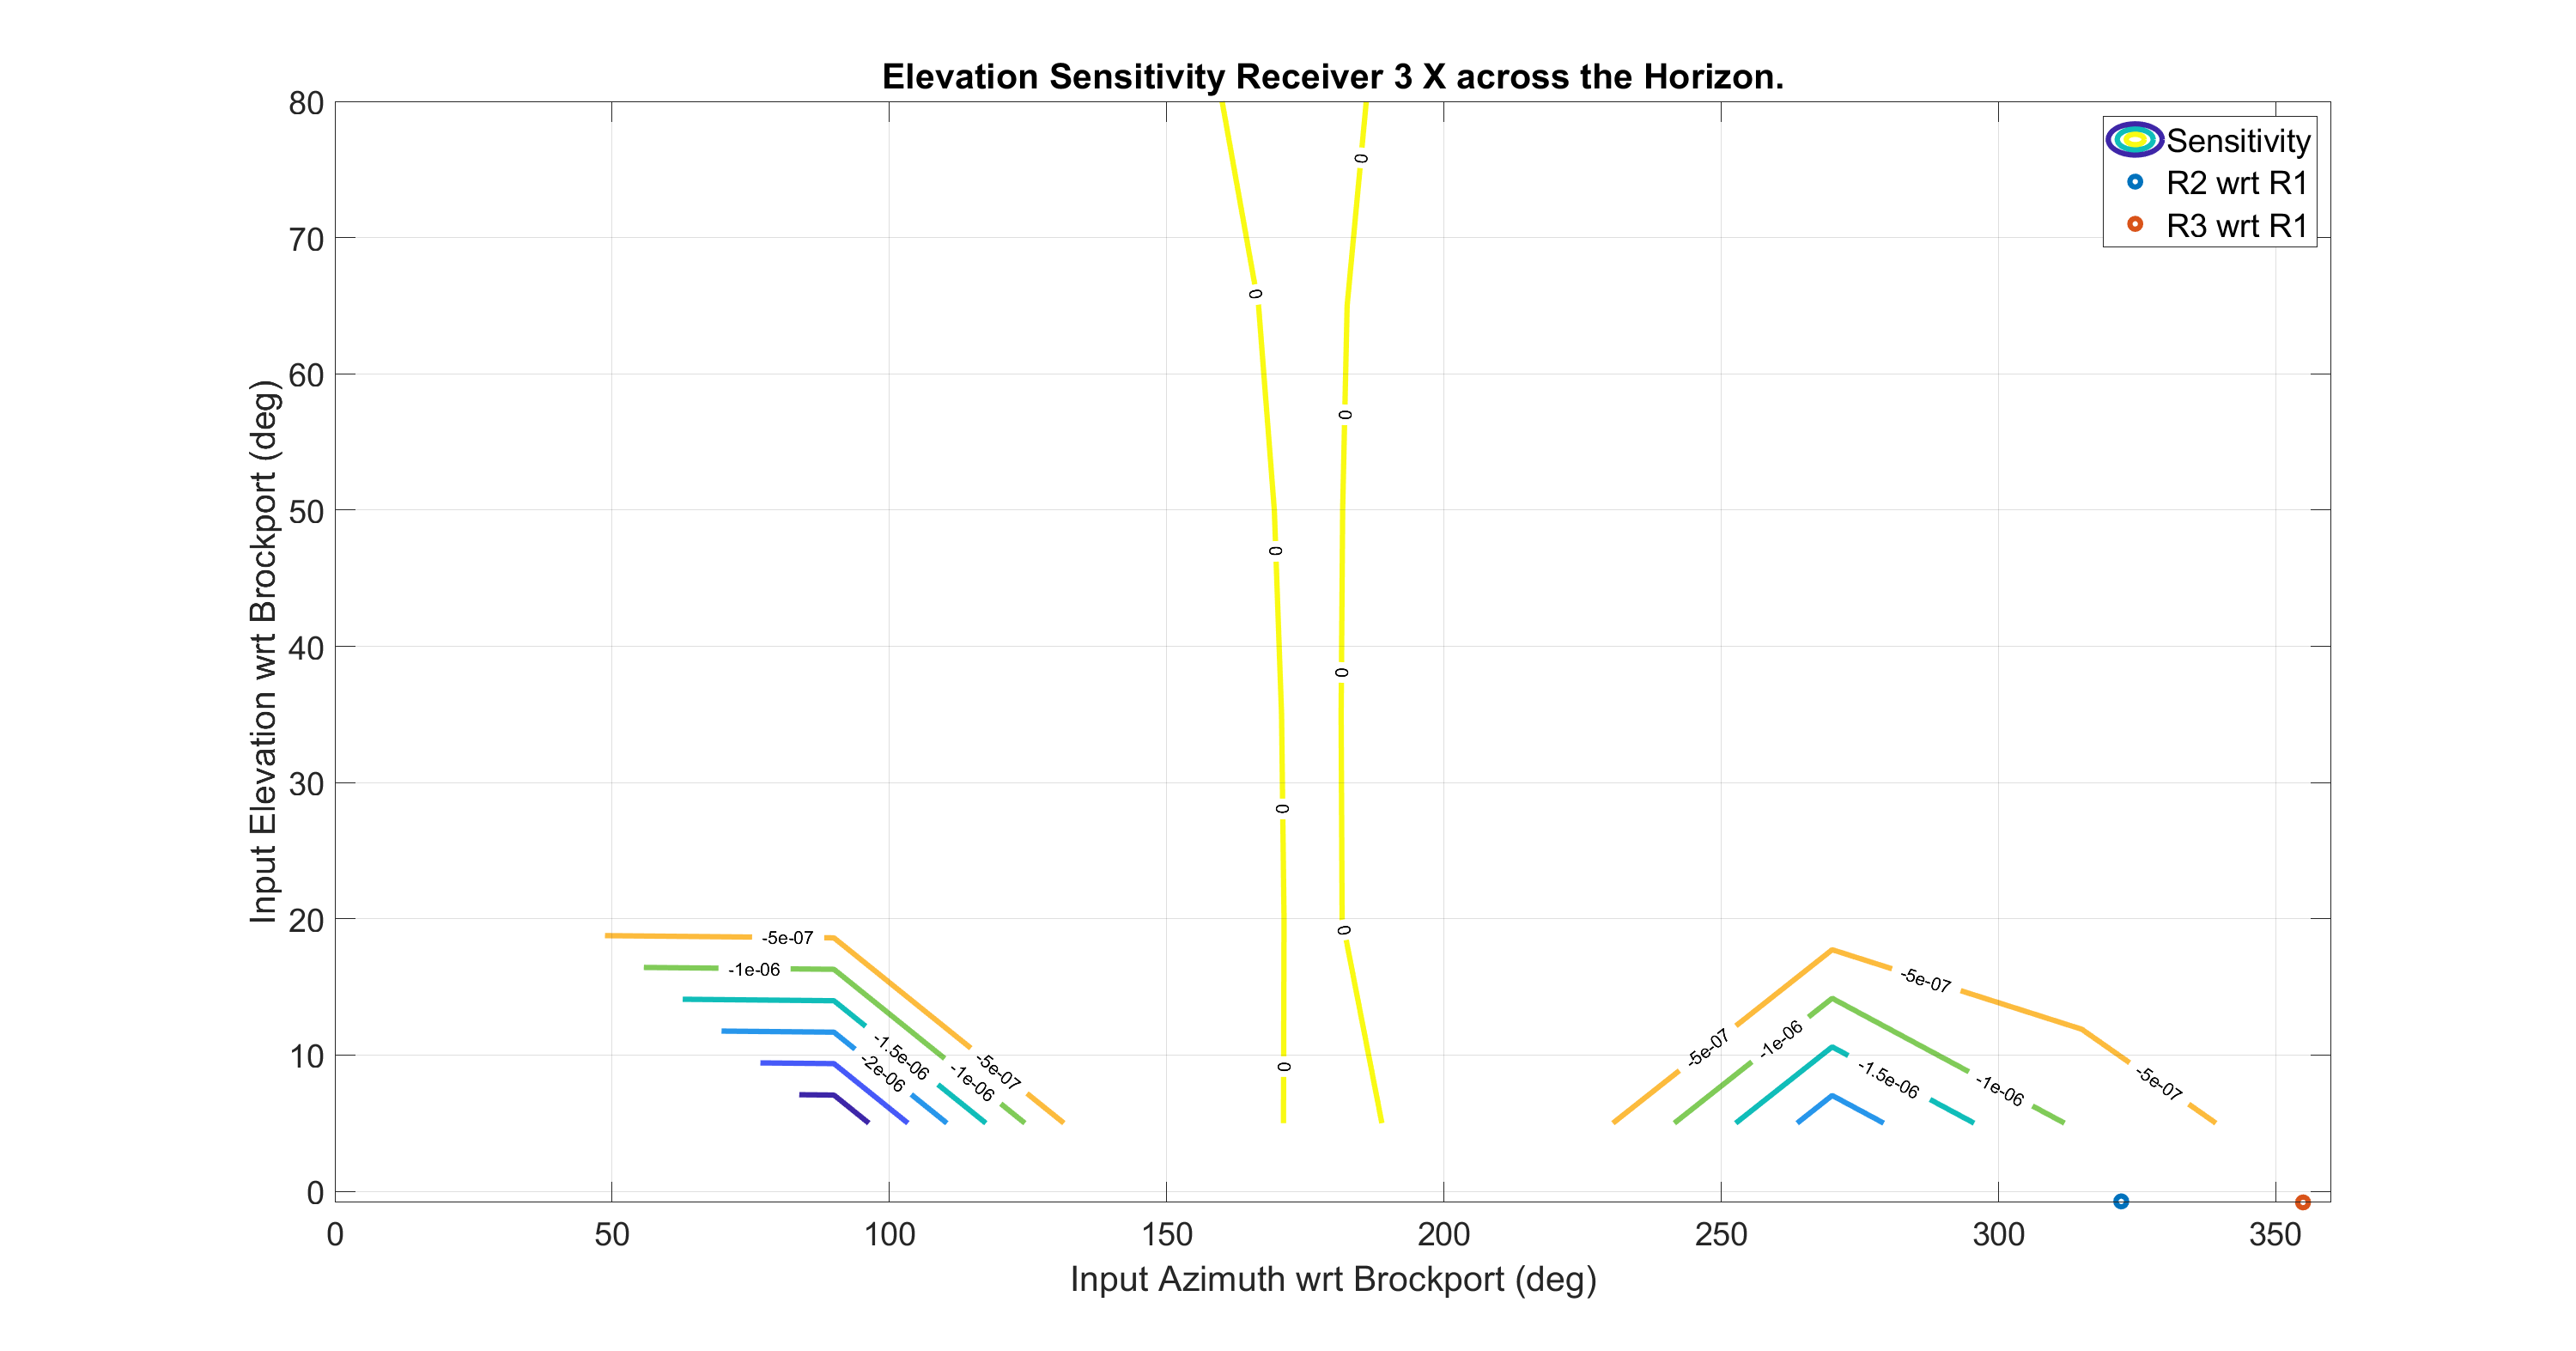 Elevation Sensitivity Receiver 3 X across the Horizon.
Sensitivity
R2 wrt R1
R3 wrt R1
80
70
60
50
40
30
20
10
0
Input Elevation wrt Brockport (deg)
0
0
0
0
0
0
0
0
0
-5e-07
-1e-06
-1.5e-06
-2e-06
-1e-06
-5e-07
-5e-07
-1e-06
-5e-07
-1.5e-06
-1e-06
-5e-07
0 50 100 150 200 250 300 350
Input Azimuth wrt Brockport (deg)